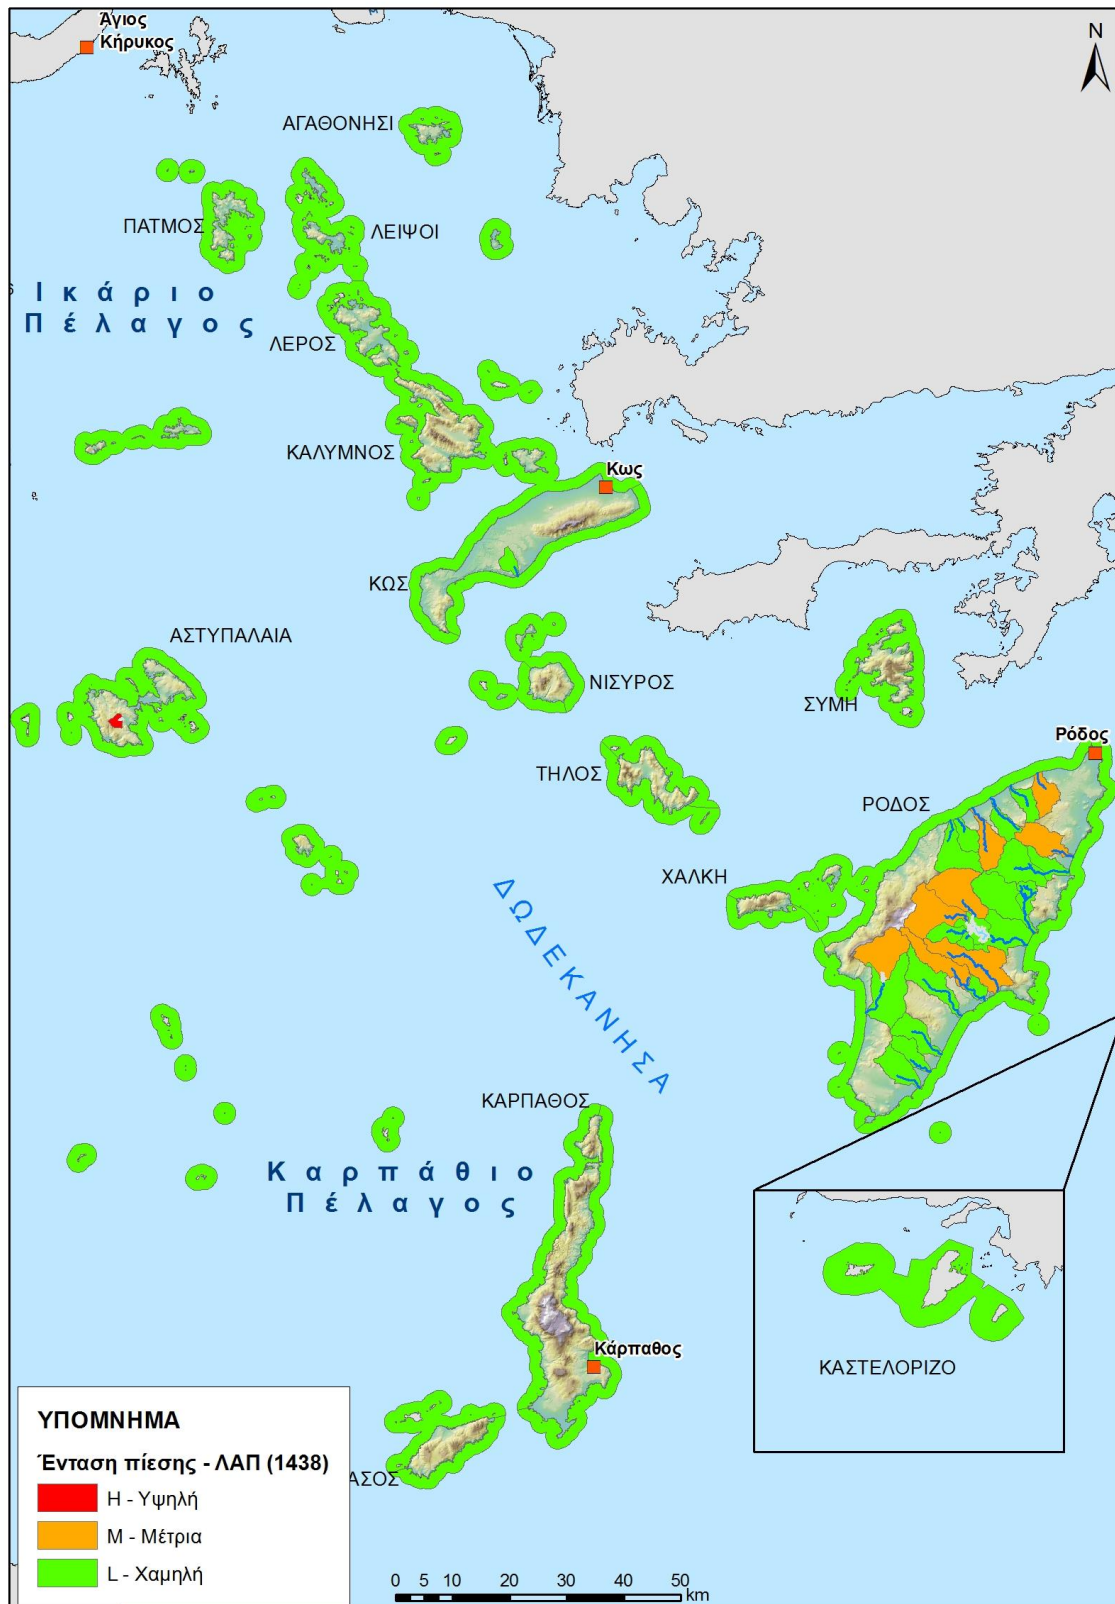 Άγιος
Κήρυκος
N
ΑΓΑΘΟΝΗΣΙ
ΠΑΤΜΟΣ
ΛΕΙΨΟΙ
Ικάριο
Πέλαγος
ΛΕΡΟΣ
ΚΑΛΥΜΝΟΣ
Κως
ΚΩΣ
ΑΣΤΥΠΑΛΑΙΑ
ΝΙΣΥΡΟΣ
ΣΥΜΗ
Ρόδος
ΤΗΛΟΣ
ΡΟΔΟΣ
ΧΑΛΚΗ
ΔΩΔΕΚΑΝΗΣΑ
ΚΑΡΠΑΘΟΣ
Καρπάθιο
Πέλαγος
Κάρπαθος
ΚΑΣΤΕΛΟΡΙΖΟ
ΑΣΟΣ
ΥΠΟΜΝΗΜΑ
Ένταση πίεσης - ΛΑΠ (1438)
H - Υψηλή
M - Μέτρια
L - Χαμηλή
0 5 10 20 30 40 50
km